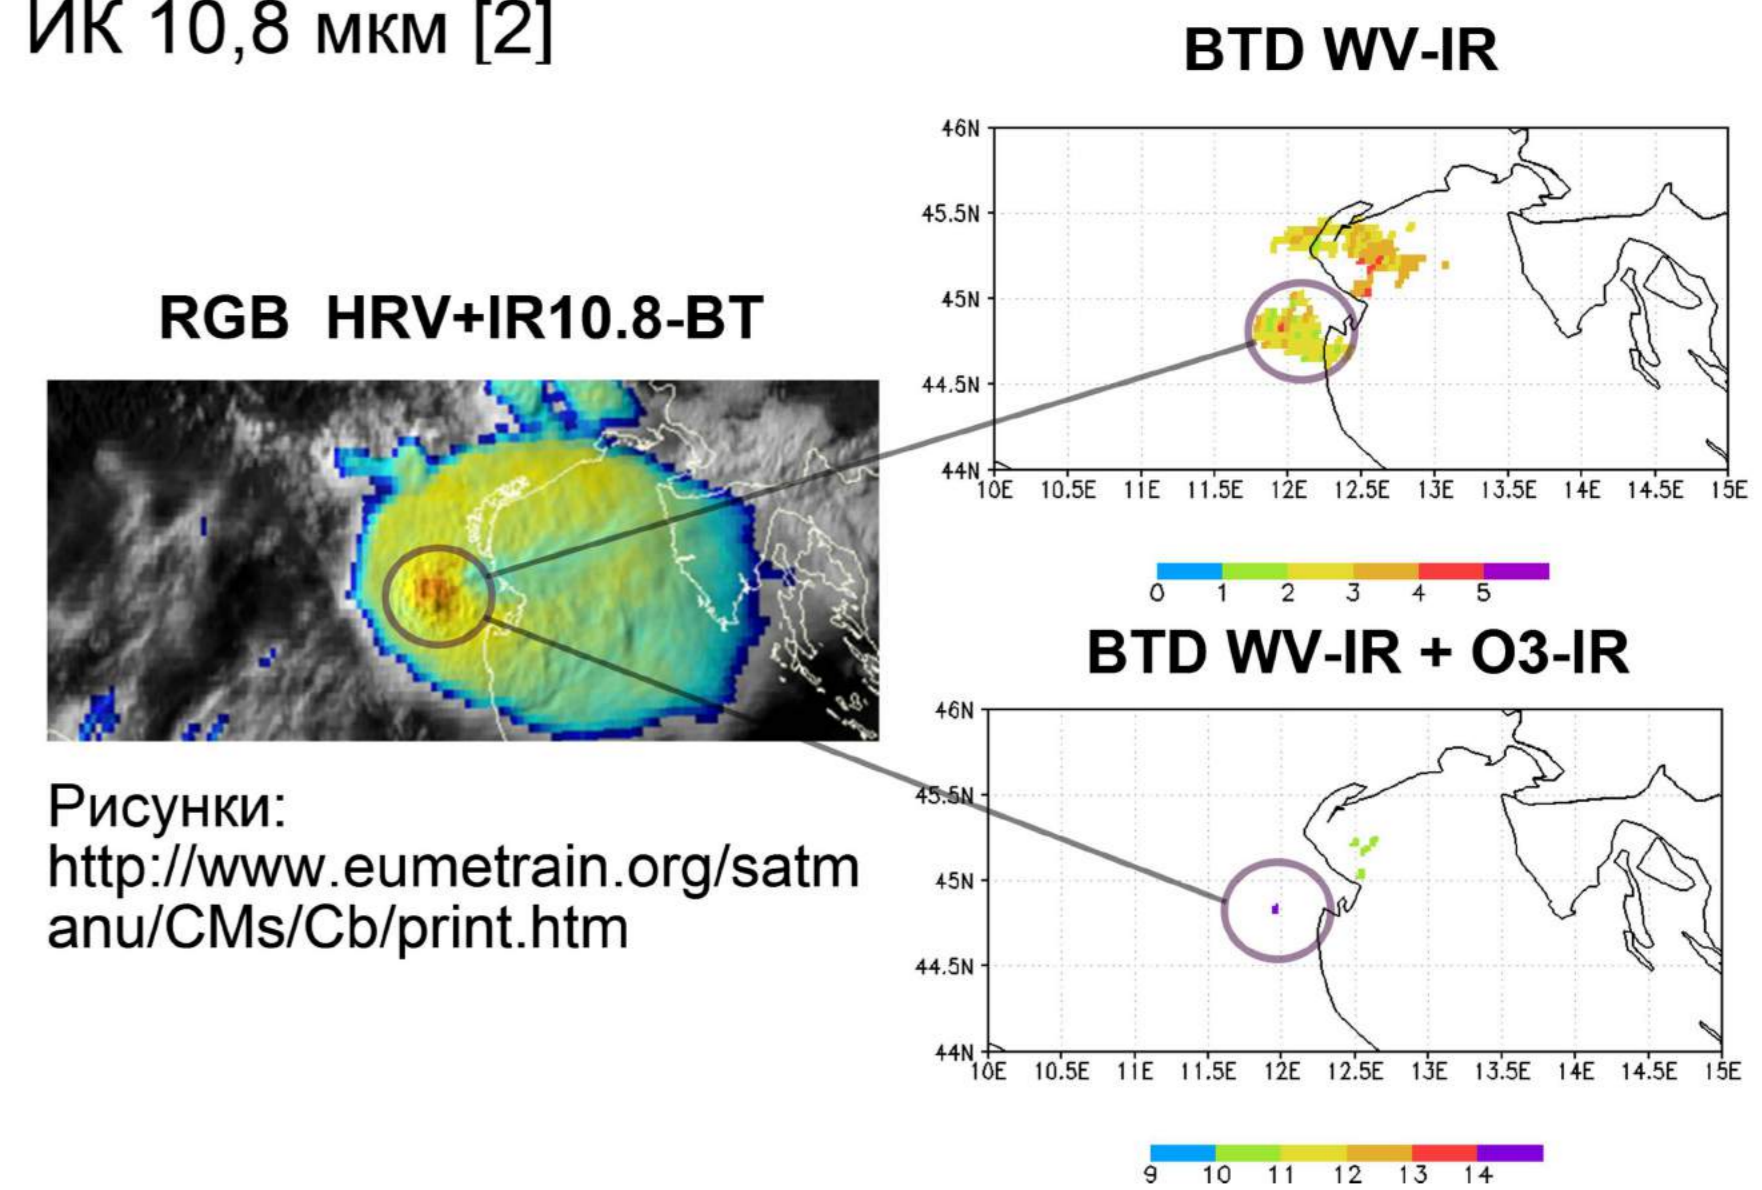 ИК 10,8 мкм [2]
BTD WV-IR
46N
45.5N
45N
44.5N
44N
10E 10.5E 11E 11.5E 12E 12.5E 13E 13.5E 14E 14.5E 15E
0 1 2 3 4 5
RGB HRV+IR10.8-BT
Рисунки:
http://www.eumetrain.org/satm
anu/CMs/Cb/print.htm
BTD WV-IR + O3-IR
46N
45.5N
45N
44.5N
44N
10E 10.5E 11E 11.5E 12E 12.5E 13E 13.5E 14E 14.5E 15E
9 10 11 12 13 14